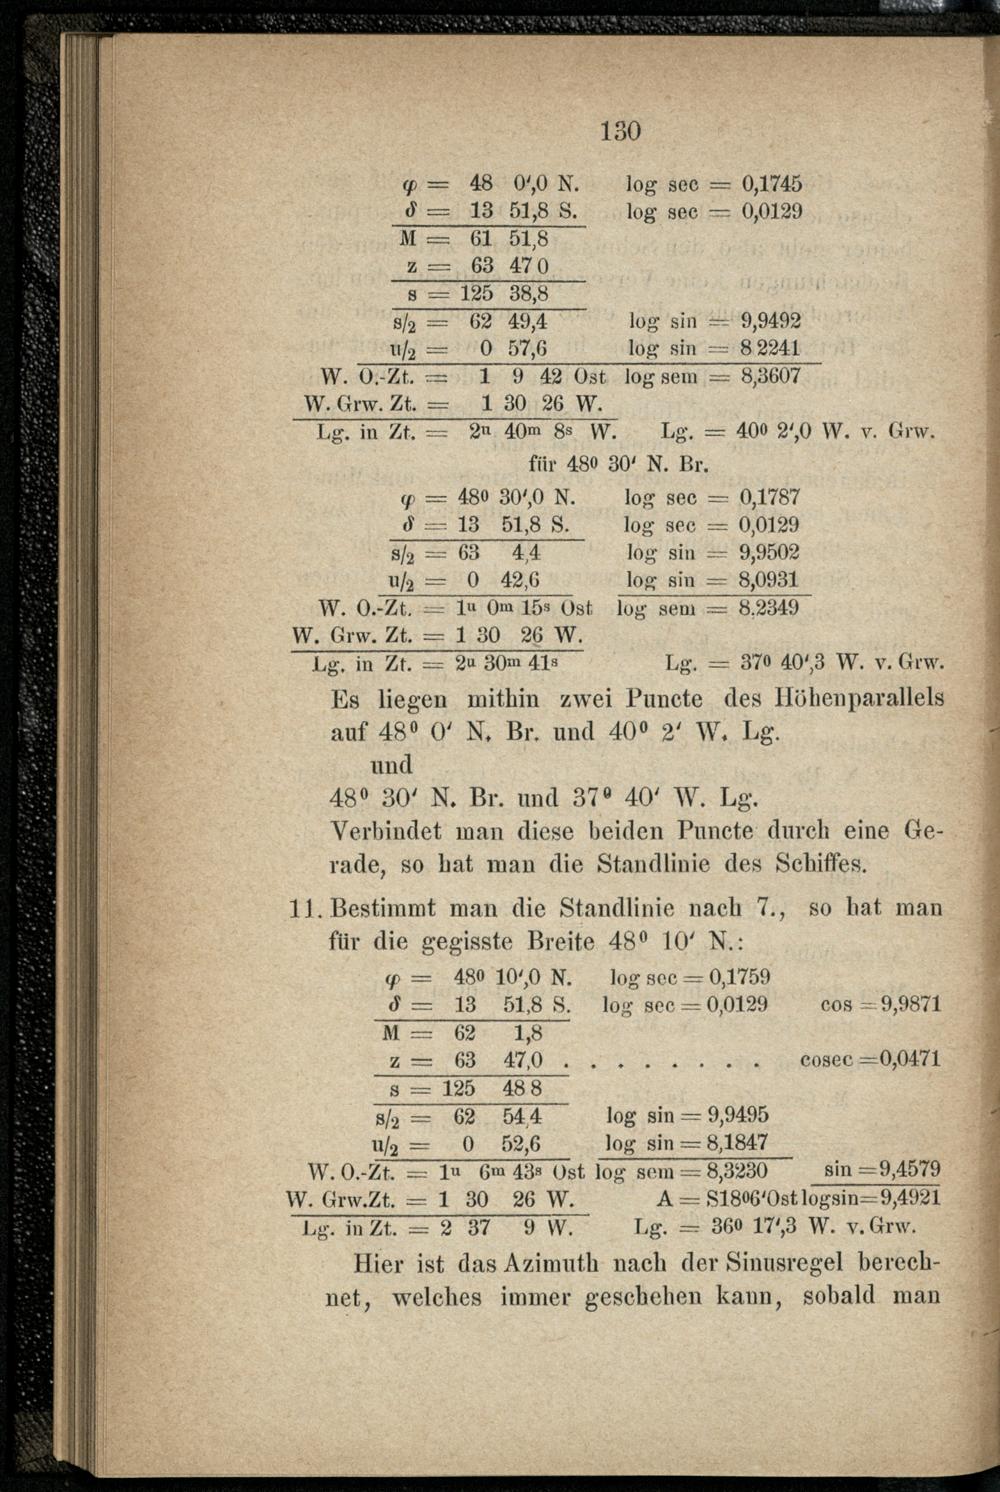 130
φ = 48 0',0 N. log sec = 0,1745
δ = 13 51,8 S. log sec = 0,0129
M = 61 51,8
z = 63 47 0
s = 125 38,8
s/2 = 62 49,4 log sin = 9,9492
u/2 = 0 57,6 log sin = 8 2241
W. O.-Zt. = 1 9 42 Ost log sem = 8,3607
W. Grw. Zt. = 1 30 26 W.
Lg. in Zt. = 2u 40m 8s W. Lg. = 40o 2',0 W. v. Grw.
für 48o 30' N. Br.
φ = 48o 30',0 N. log sec = 0,1787
δ = 13 51,8 S. log sec = 0,0129
s/2 = 63 4,4 log sin = 9,9502
u/2 = 0 42,6 log sin = 8,0931
W. O.-Zt. = 1u 0m 15s Ost log sem = 8.2349
W. Grw. Zt. = 1 30 26 W.
Lg. in Zt. = 2u 30m 41s Lg. = 37o 40',3 W. v. Grw.
Es liegen mithin zwei Puncte des Höhenparallels
auf 48o 0' N. Br. und 40o 2' W. Lg.
und
48o 30' N. Br. und 37o 40' W. Lg.
Verbindet man diese beiden Puncte durch eine Ge-
rade, so hat man die Standlinie des Schiffes.
11. Bestimmt man die Standlinie nach 7., so hat man
für die gegisste Breite 48o 10' N.:
φ = 48o 10',0 N. log sec = 0,1759
δ = 13 51,8 S. log sec = 0,0129 cos = 9,9871
M = 62 1,8
z = 63 47,0 . . . . . . . . cosec = 0,0471
s = 125 48 8
s/2 = 62 54,4 log sin = 9,9495
u/2 = 0 52,6 log sin = 8,1847
W. O.-Zt. = 1u 6m 43s Ost log sem = 8,3230 sin = 9,4579
W. Grw.Zt. = 1 30 26 W. A = S18o6'Ost logsin=9,4921
Lg. in Zt. = 2 37 9 W. Lg. = 36o 17',3 W. v. Grw.
Hier ist das Azimuth nach der Sinusregel berech-
net, welches immer geschehen kann, sobald man